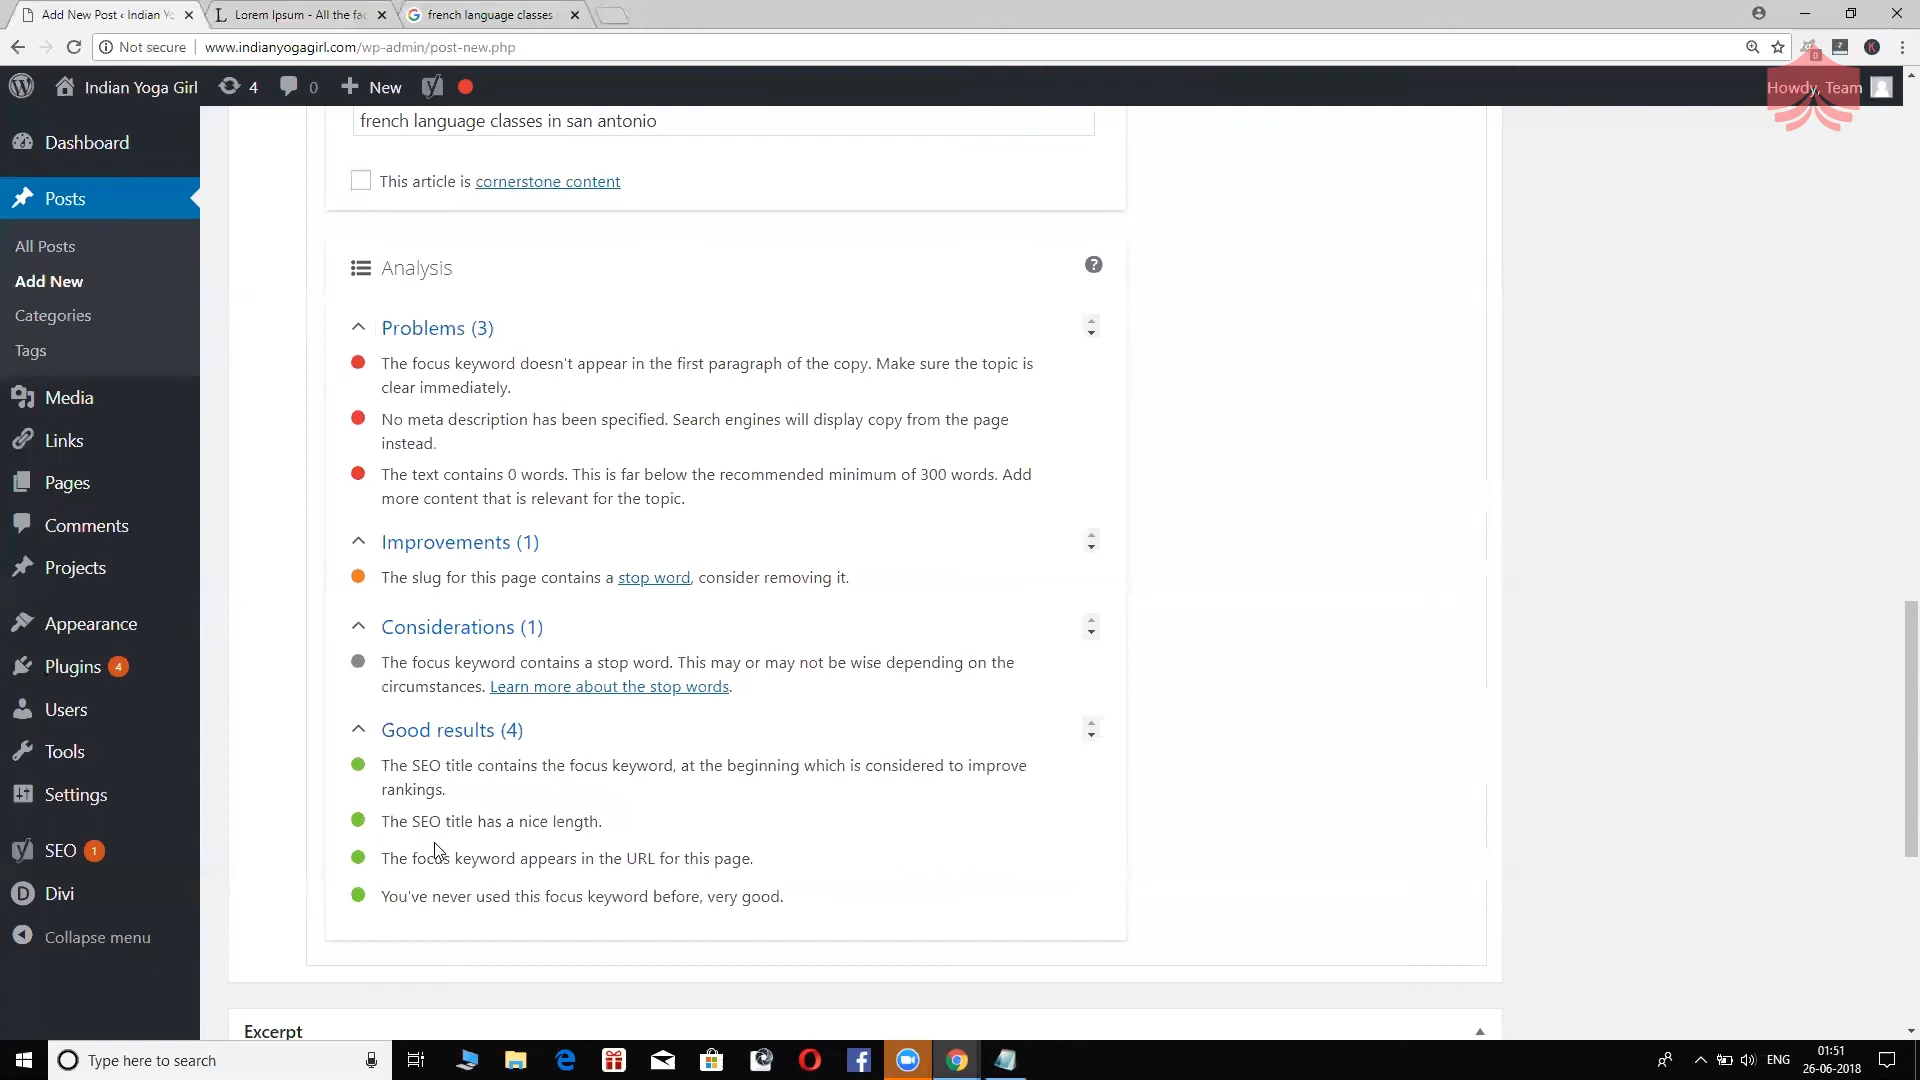 Add New Post ‹ Indian Yo
Lorem Ipsum - All the fac
french language classes
Not secure
www.indianyogagirl.com/wp-admin/post-new.php
K
0
Indian Yoga Girl
4
0
New
Howdy, Team
Dashboard
Posts
All Posts
Add New
Categories
Tags
Media
Links
Pages
Comments
Projects
Appearance
Plugins 4
Users
Tools
Settings
SEO 1
Divi
Collapse menu
french language classes in san antonio
This article is cornerstone content
Analysis
?
Problems (3)
The focus keyword doesn't appear in the first paragraph of the copy. Make sure the topic is
clear immediately.
No meta description has been specified. Search engines will display copy from the page
instead.
The text contains 0 words. This is far below the recommended minimum of 300 words. Add
more content that is relevant for the topic.
Improvements (1)
The slug for this page contains a stop word, consider removing it.
Considerations (1)
The focus keyword contains a stop word. This may or may not be wise depending on the
circumstances. Learn more about the stop words.
Good results (4)
The SEO title contains the focus keyword, at the beginning which is considered to improve
rankings.
The SEO title has a nice length.
The focus keyword appears in the URL for this page.
You've never used this focus keyword before, very good.
Excerpt
Type here to search
ENG
01:51
26-06-2018